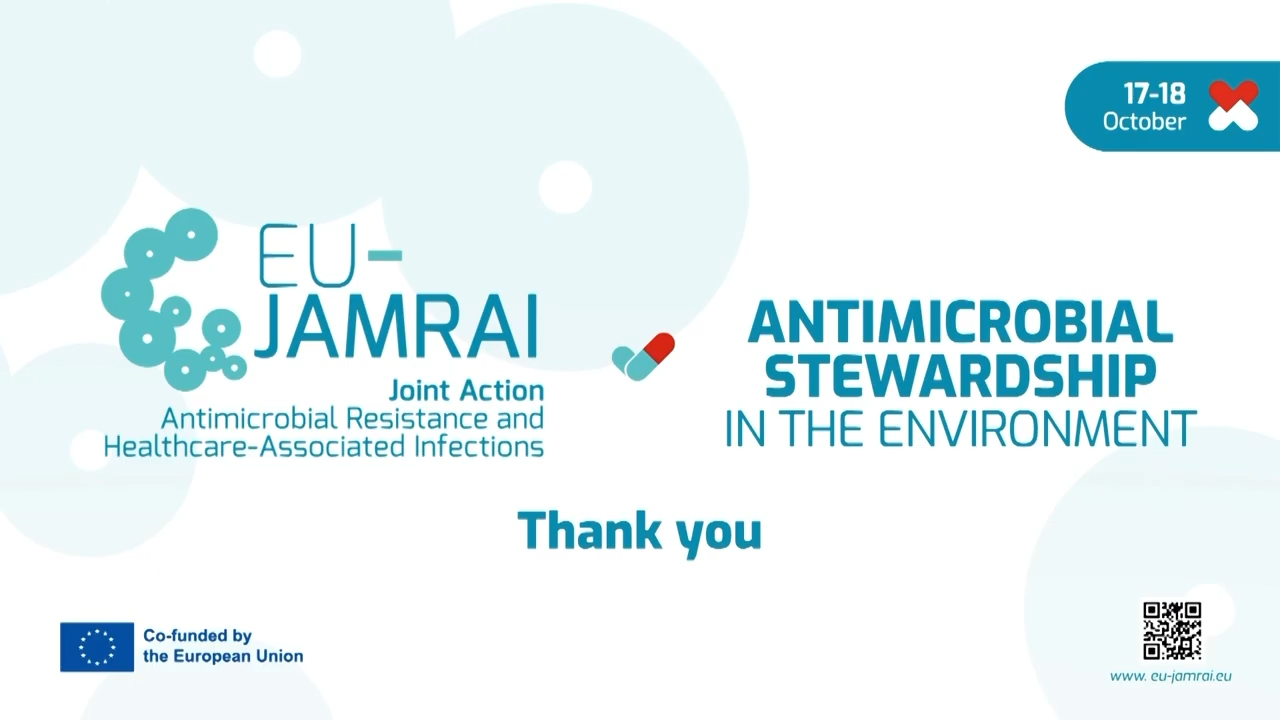 17-18
October
EU-
JAMRAI
Joint Action
Antimicrobial Resistance and
Healthcare-Associated Infections
ANTIMICROBIAL
STEWARDSHIP
IN THE ENVIRONMENT
Thank you
Co-funded by
the European Union
www. eu-jamrai.eu